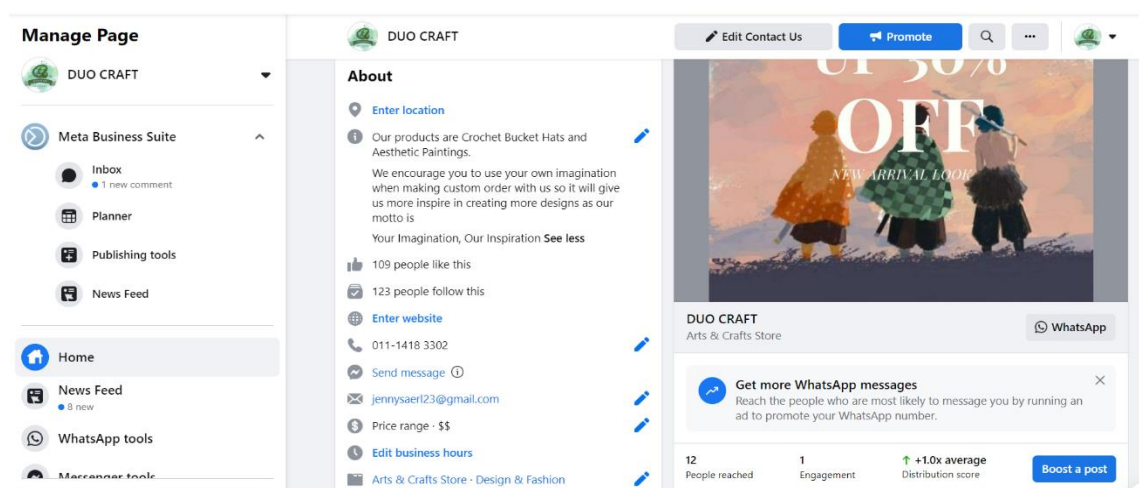 Manage Page
DUO CRAFT
Meta Business Suite
Inbox
1 new comment
Planner
Publishing tools
News Feed
Home
News Feed
8 new
WhatsApp tools
Messenger tools
DUO CRAFT
Edit Contact Us
Promote
About
Enter location
Our products are Crochet Bucket Hats and
Aesthetic Paintings.
We encourage you to use your own imagination
when making custom order with us so it will give
us more inspire in creating more designs as our
motto is
Your Imagination, Our Inspiration See less
109 people like this
123 people follow this
Enter website
011-1418 3302
Send message
jennysaerl23@gmail.com
Price range · $$
Edit business hours
Arts & Crafts Store · Design & Fashion
UP 50%
OFF
NEW ARRIVAL LOOK
DUO CRAFT
Arts & Crafts Store
WhatsApp
Get more WhatsApp messages
Reach the people who are most likely to message you by running an
ad to promote your WhatsApp number.
12
People reached
1
Engagement
+1.0x average
Distribution score
Boost a post